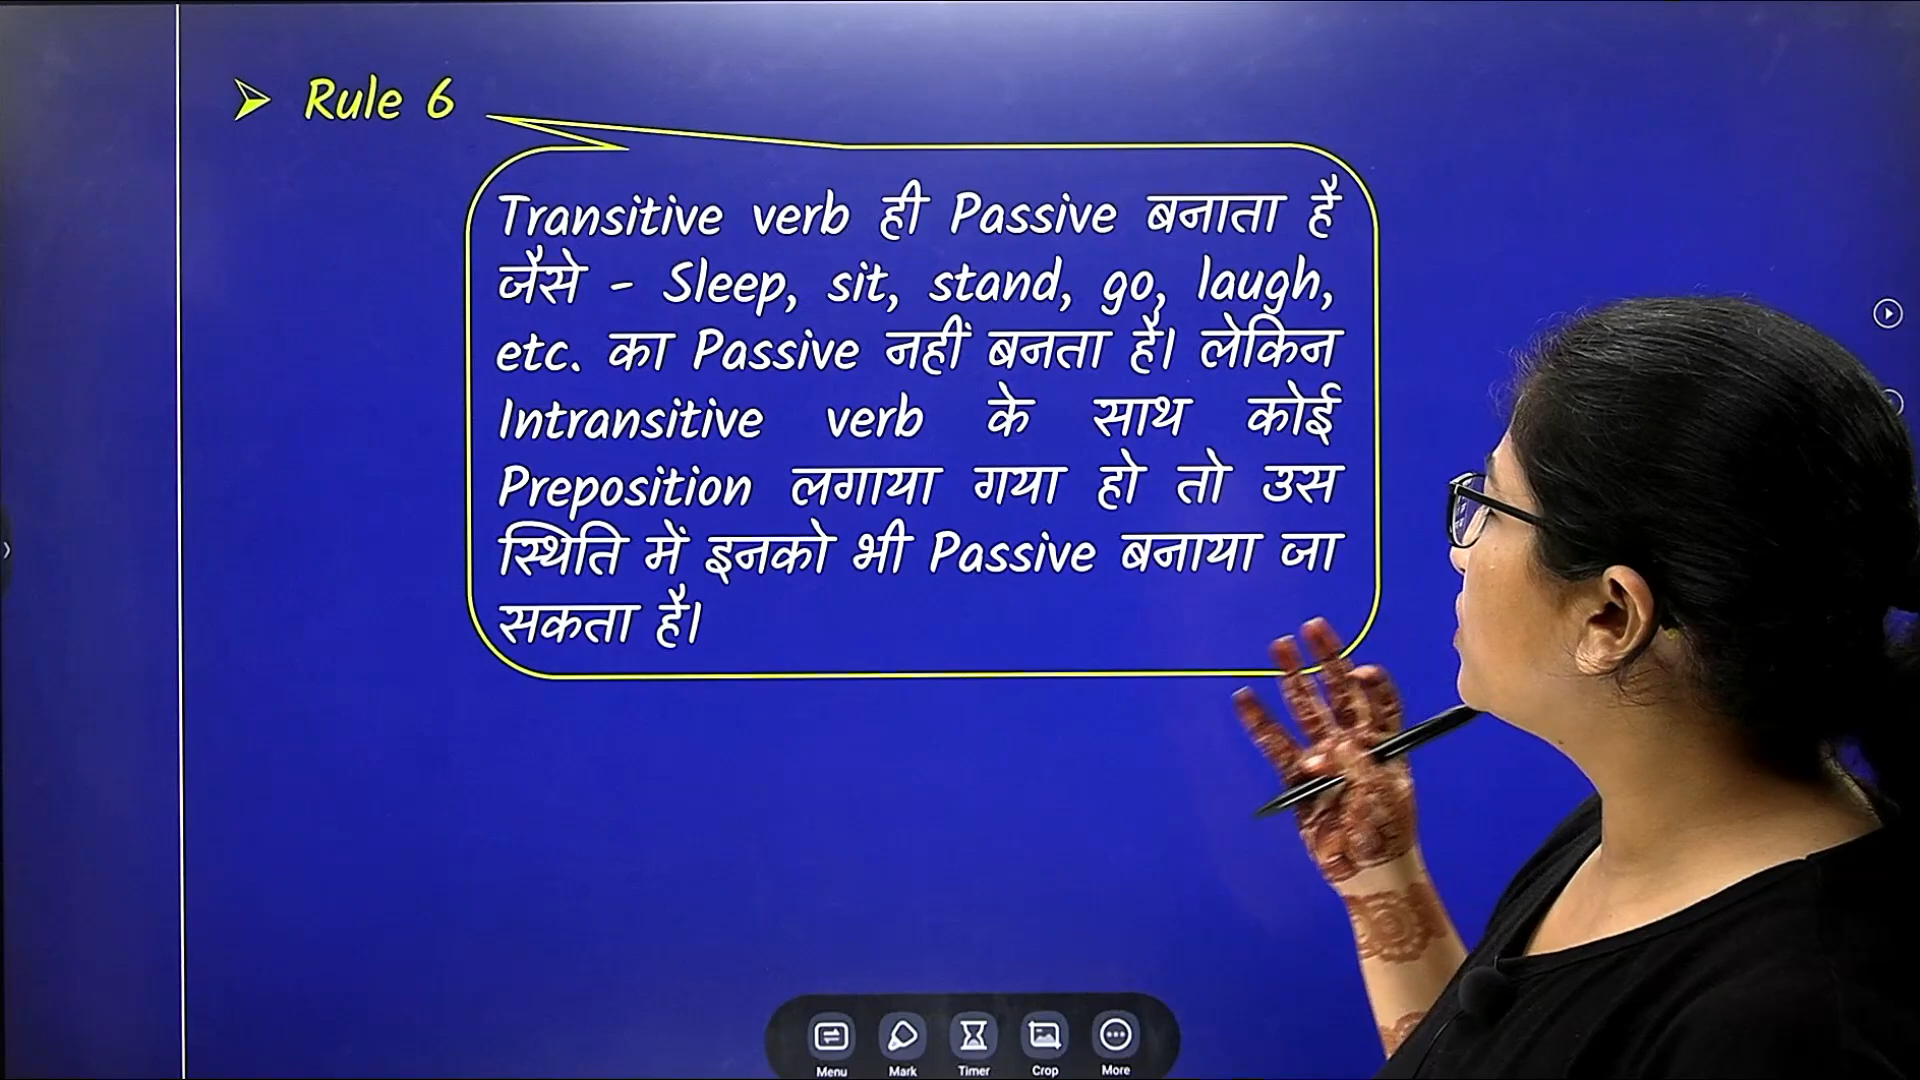 Rule 6
Transitive verb ही Passive बनाता है
जैसे - Sleep, sit, stand, go, laugh,
etc. का Passive नहीं बनता है। लेकिन
Intransitive verb के साथ कोई
Preposition लगाया गया हो तो उस
स्थिति में इनको भी Passive बनाया जा
सकता है।
Menu Mark Timer Crop More